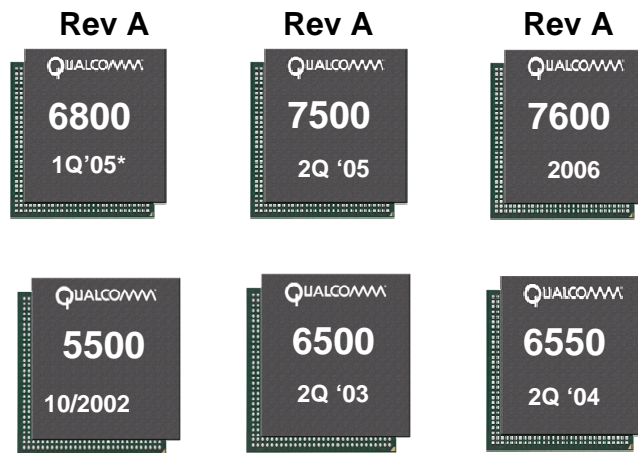 Rev A
Rev A
Rev A
QUALCOMM
6800
1Q’05*
QUALCOMM
7500
2Q ‘05
QUALCOMM
7600
2006
QUALCOMM
5500
10/2002
QUALCOMM
6500
2Q ‘03
QUALCOMM
6550
2Q ‘04